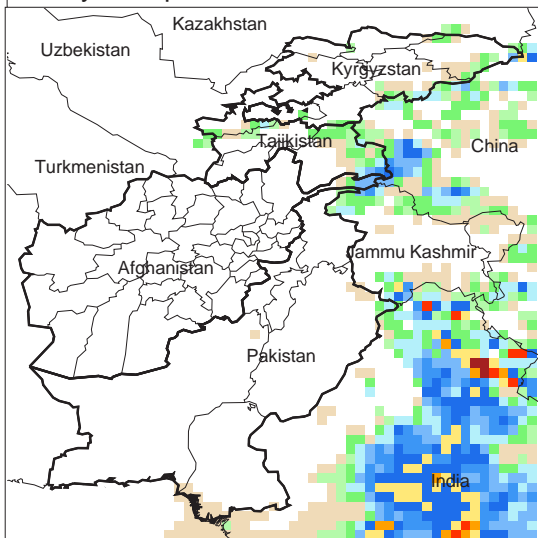 Kazakhstan
Uzbekistan
Kyrgyzstan
Tajikistan
China
Turkmenistan
Jammu Kashmir
Afghanistan
Pakistan
India